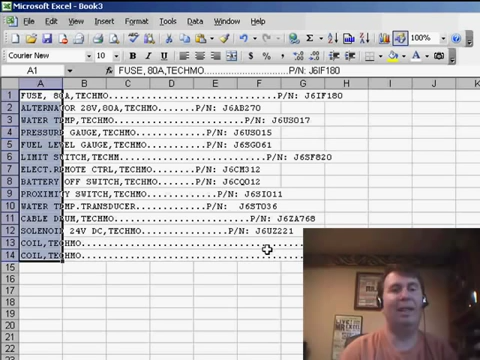 Microsoft Excel - Book3
File Edit View Insert Format Tools Data Window Help
Σ 100%
Courier New 10 B I U $ %
A1 fx FUSE, 80A,TECHMO..............................P/N: J6IF180
A B C D E F G H I J K
1 FUSE, 80A,TECHMO..............................P/N: J6IF180
2 ALTERNATOR 28V,80A,TECHMO..............P/N: J6AB270
3 WATER TEMP,TECHMO.........................P/N: J6US017
4 PRESSURE GAUGE,TECHMO...................P/N: J6US015
5 FUEL LEVEL GAUGE,TECHMO................P/N: J6SG061
6 LIMIT SWITCH,TECHM..........................P/N: J6SF820
7 ELECT.REMOTE CTRL,TECHMO............P/N: J6CM312
8 BATTERY OFF SWITCH,TECHMO..........P/N: J6CQ012
9 PROXIMITY SWITCH,TECHMO.............P/N: J6SI011
10 WATER TEMP.TRANSDUCER...............P/N: J6ST036
11 CABLE DRUM,TECHMO.....................P/N: J6ZA768
12 SOLENOID 24V DC,TECHMO................P/N: J6UZ221
13 COIL,TECHMO........................................
14 COIL,TECHMO........................................
15
16
17
18
19
20
21
22